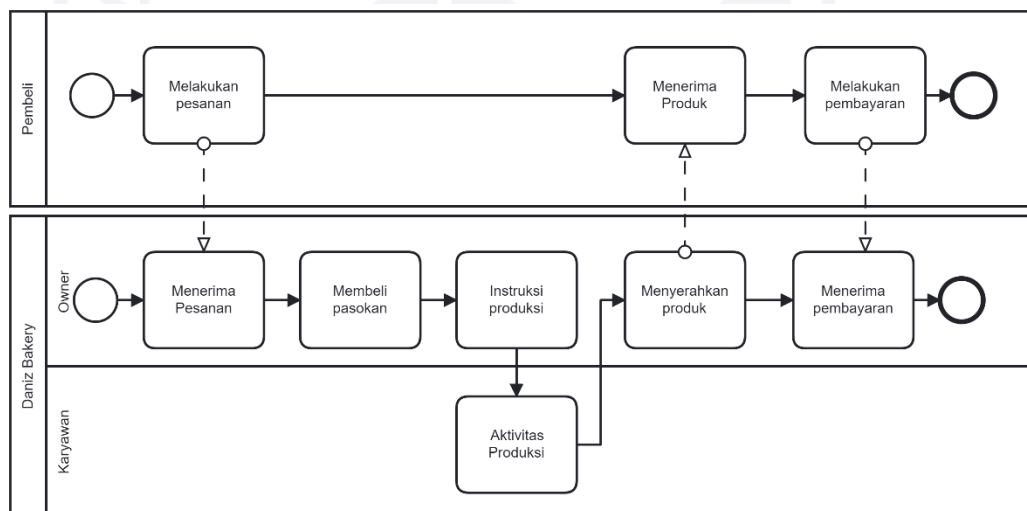 Pembeli
Melakukan
pesanan
Menerima
Produk
Melakukan
pembayaran
Daniz Bakery
Owner
Menerima
Pesanan
Membeli
pasokan
Instruksi
produksi
Menyerahkan
produk
Menerima
pembayaran
Karyawan
Aktivitas
Produksi